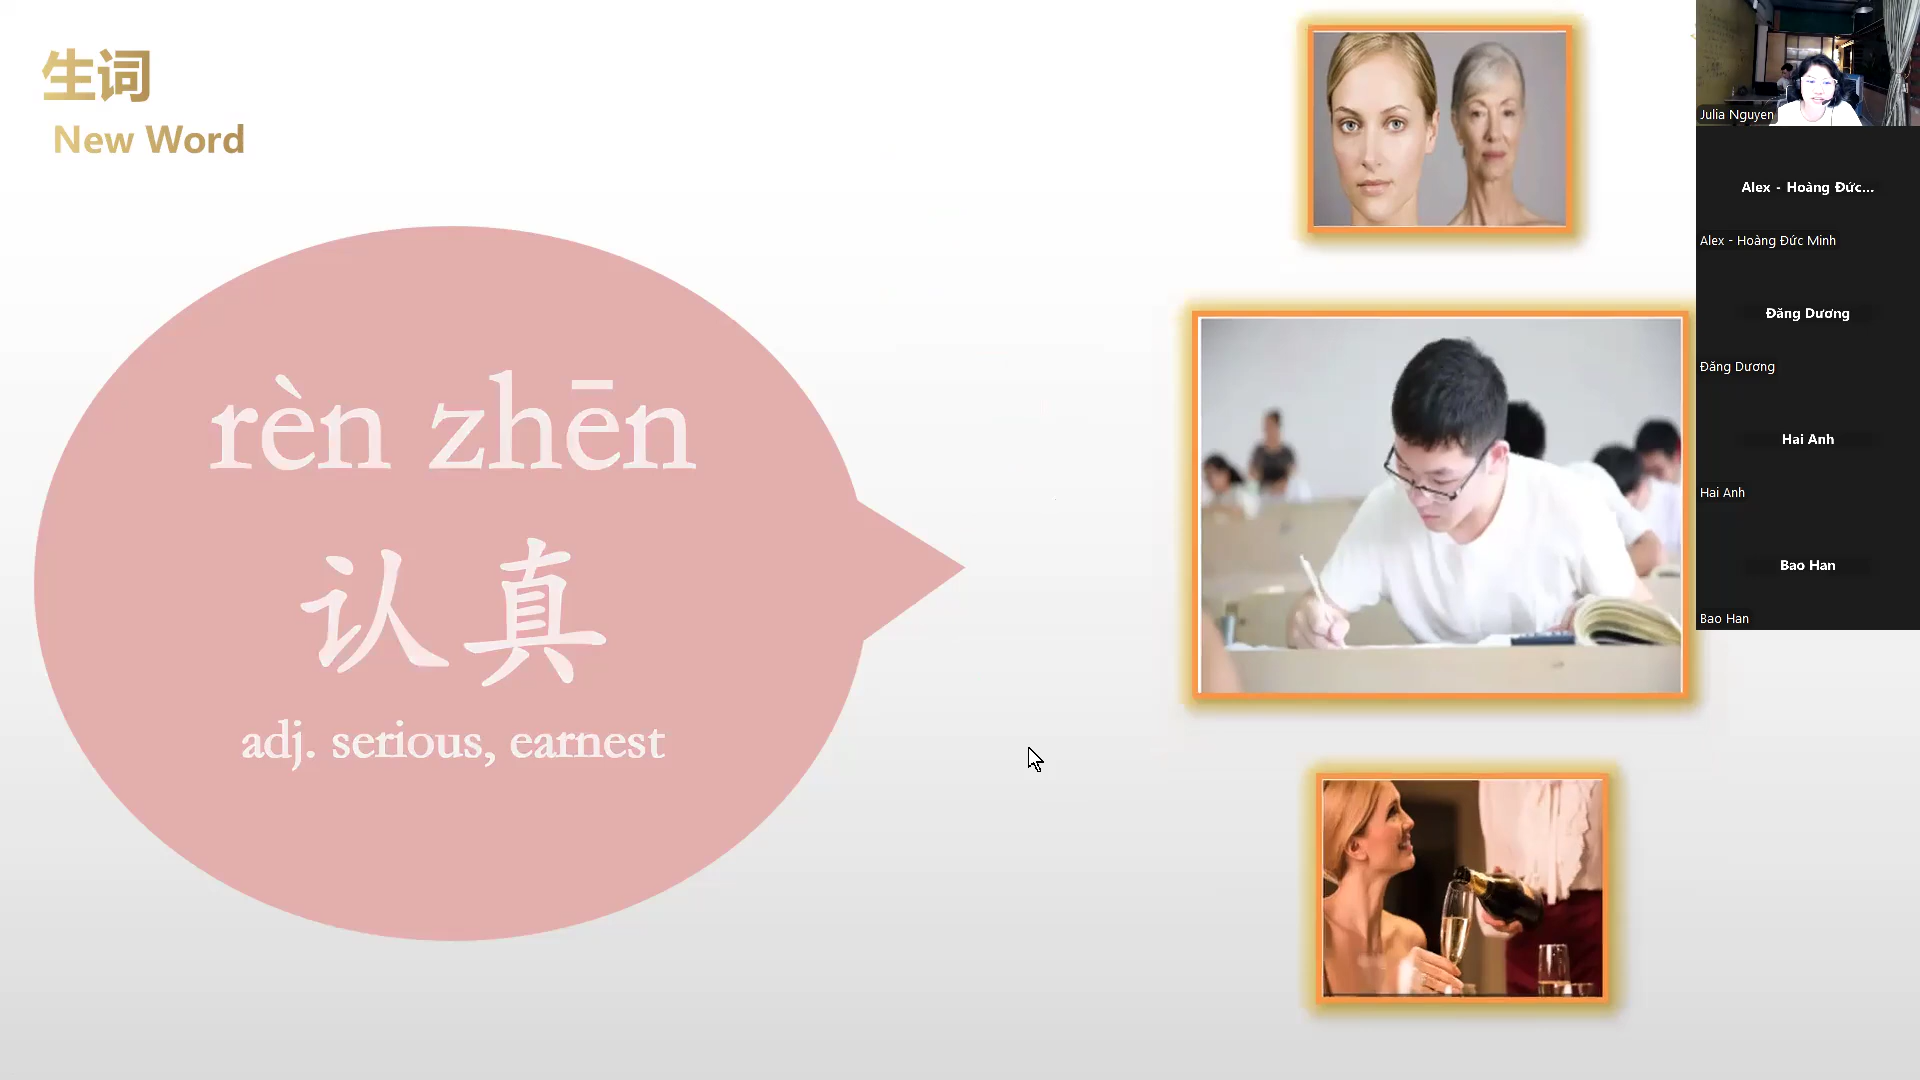 生词
New Word
rèn zhēn
认真
adj. serious, earnest
Julia Nguyen
Alex - Hoàng Đức...
Alex - Hoàng Đức Minh
Đăng Dương
Đăng Dương
Hai Anh
Hai Anh
Bao Han
Bao Han